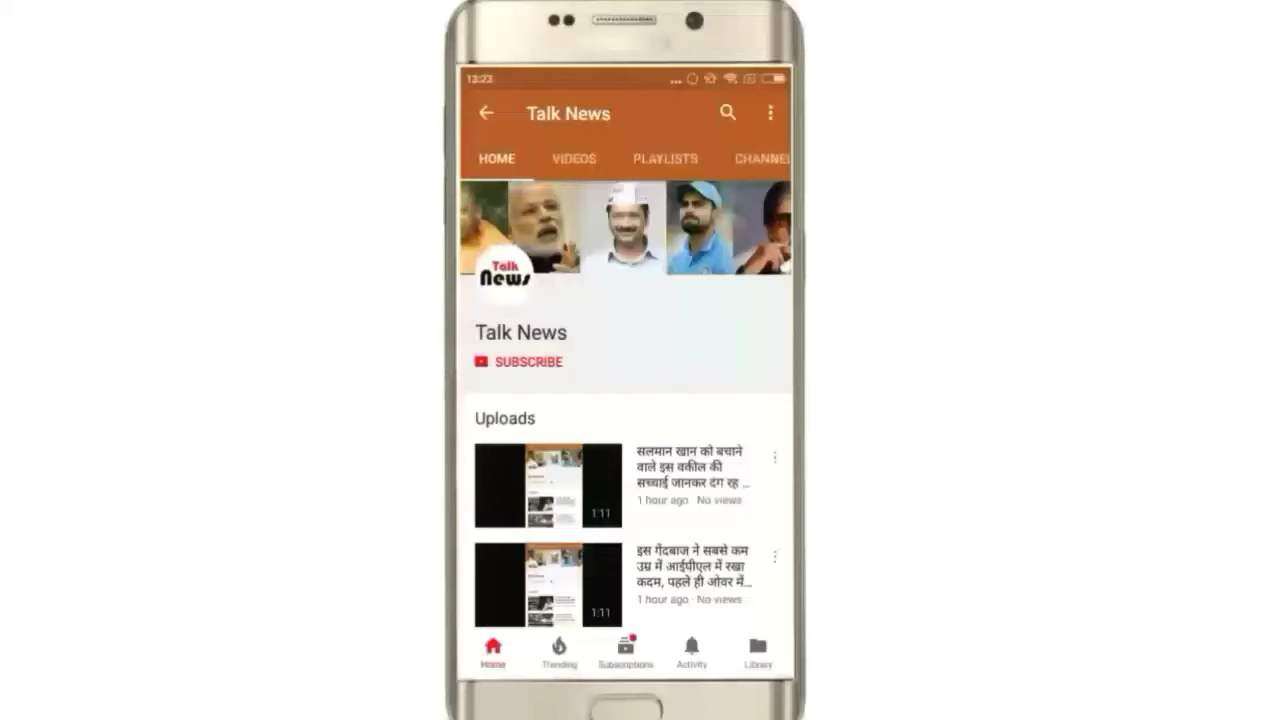 13:23
Talk News
HOME VIDEOS PLAYLISTS CHANNEL
Talk
News
Talk News
SUBSCRIBE
Uploads
सलमान खान को बचाने
वाले इस वकील की
सच्चाई जानकर दंग रह ...
1 hour ago · No views
1:11
इस गेंदबाज ने सबसे कम
उम्र में आईपीएल में रखा
कदम, पहले ही ओवर में...
1 hour ago · No views
1:11
Home Trending Subscriptions Activity Library